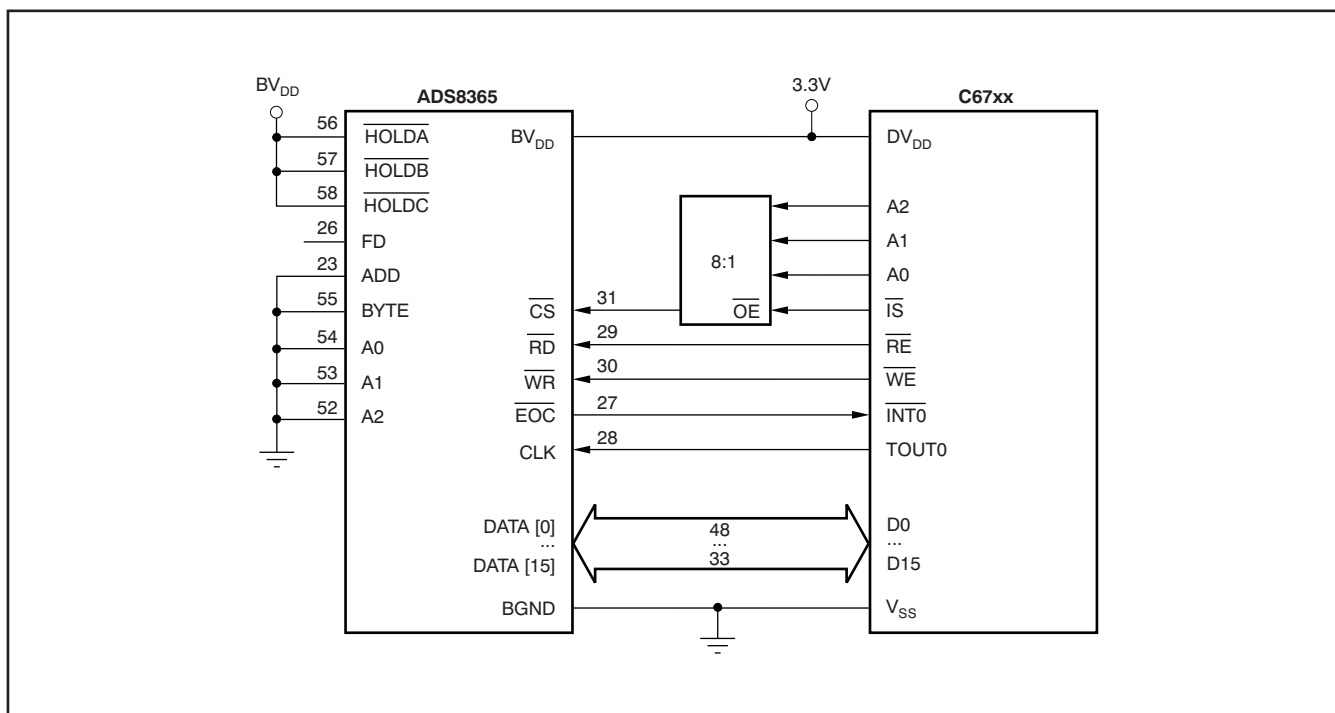 BVDD
ADS8365
3.3V
C67xx
56
HOLDA
BVDD
DVDD
57
HOLDB
58
HOLDC
A2
26
FD
A1
23
ADD
8:1
A0
55
BYTE
31
CS
OE
IS
54
A0
29
RD
RE
53
A1
30
WR
WE
52
A2
27
EOC
INT0
28
CLK
TOUT0
DATA [0]
48
D0
...
...
...
DATA [15]
33
D15
BGND
VSS